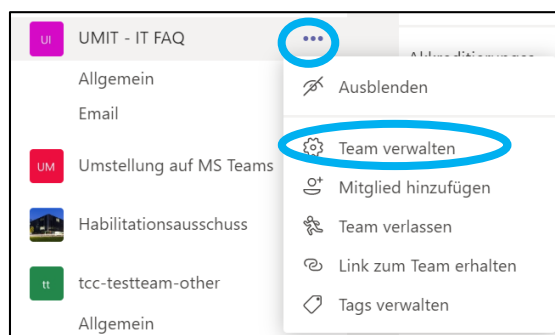 UI UMIT - IT FAQ
Allgemein
Email
UM Umstellung auf MS Teams
Habilitationsausschuss
tt tcc-testteam-other
Allgemein
Ausblenden
Team verwalten
Mitglied hinzufügen
Team verlassen
Link zum Team erhalten
Tags verwalten